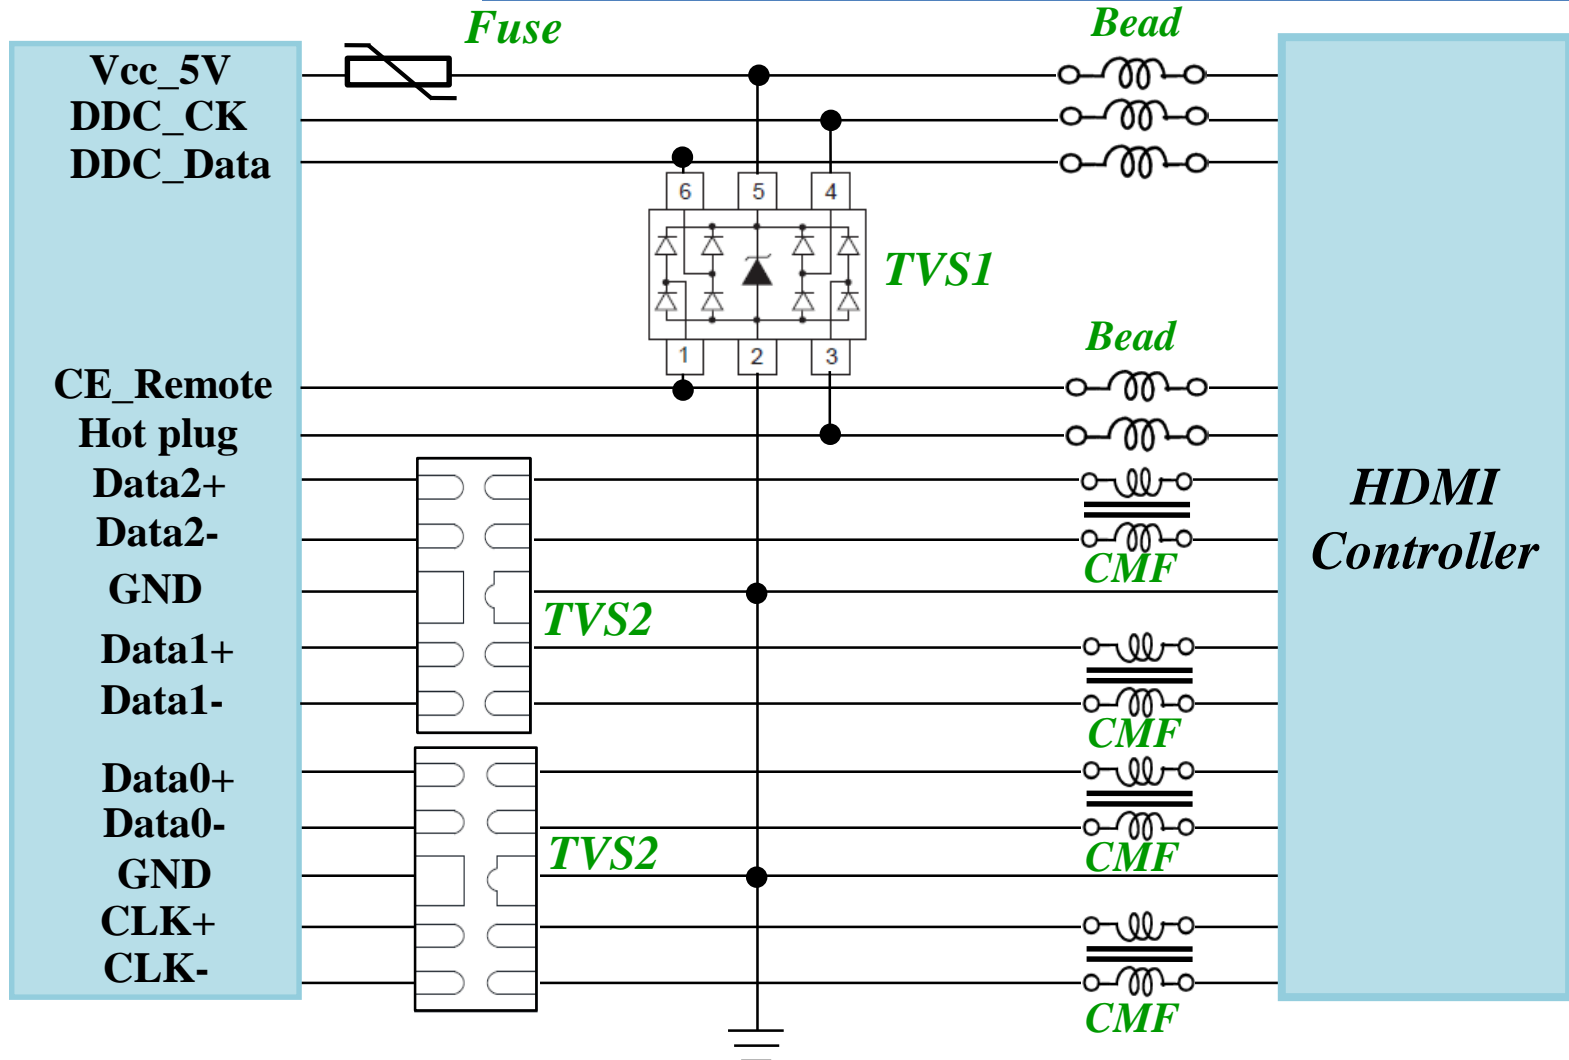 Fuse
Bead
Vcc_5V
DDC_CK
DDC_Data
6
5
4
TVS1
1
2
3
Bead
CE_Remote
Hot plug
Data2+
Data2-
CMF
GND
TVS2
Data1+
Data1-
CMF
Data0+
Data0-
CMF
TVS2
GND
CLK+
CLK-
CMF
HDMI
Controller